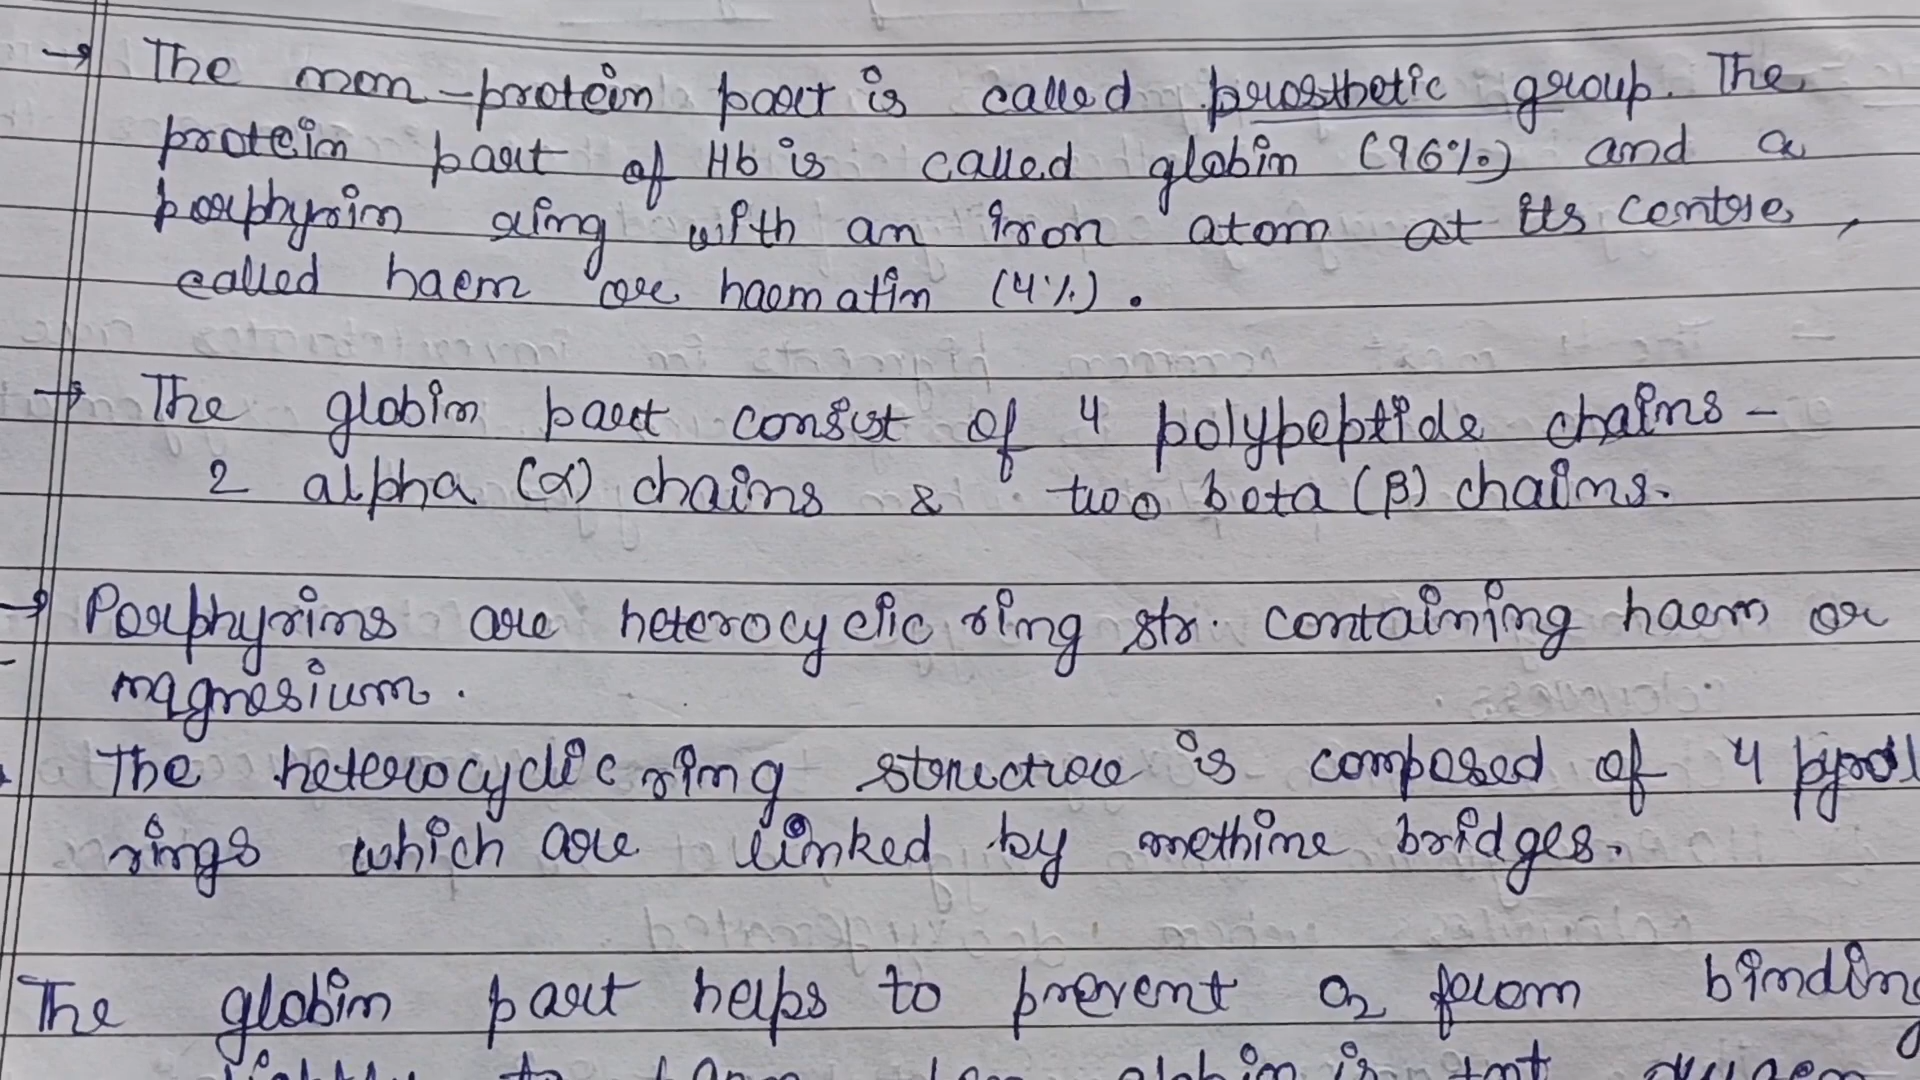 → The non-protein part is called prosthetic group. The
protein part of Hb is called globin (96%) and a
porphyrin ring with an iron atom at its centre,
called haem or haematin (4%).
→ The globin part consist of 4 polypeptide chains -
2 alpha (α) chains & two beta (β) chains.
→ Porphyrins are heterocyclic ring str. containing haem or
magnesium.
The heterocyclic ring structure is composed of 4 pyrol
rings which are linked by methine bridges.
The globin part helps to prevent O2 from binding
to globin is